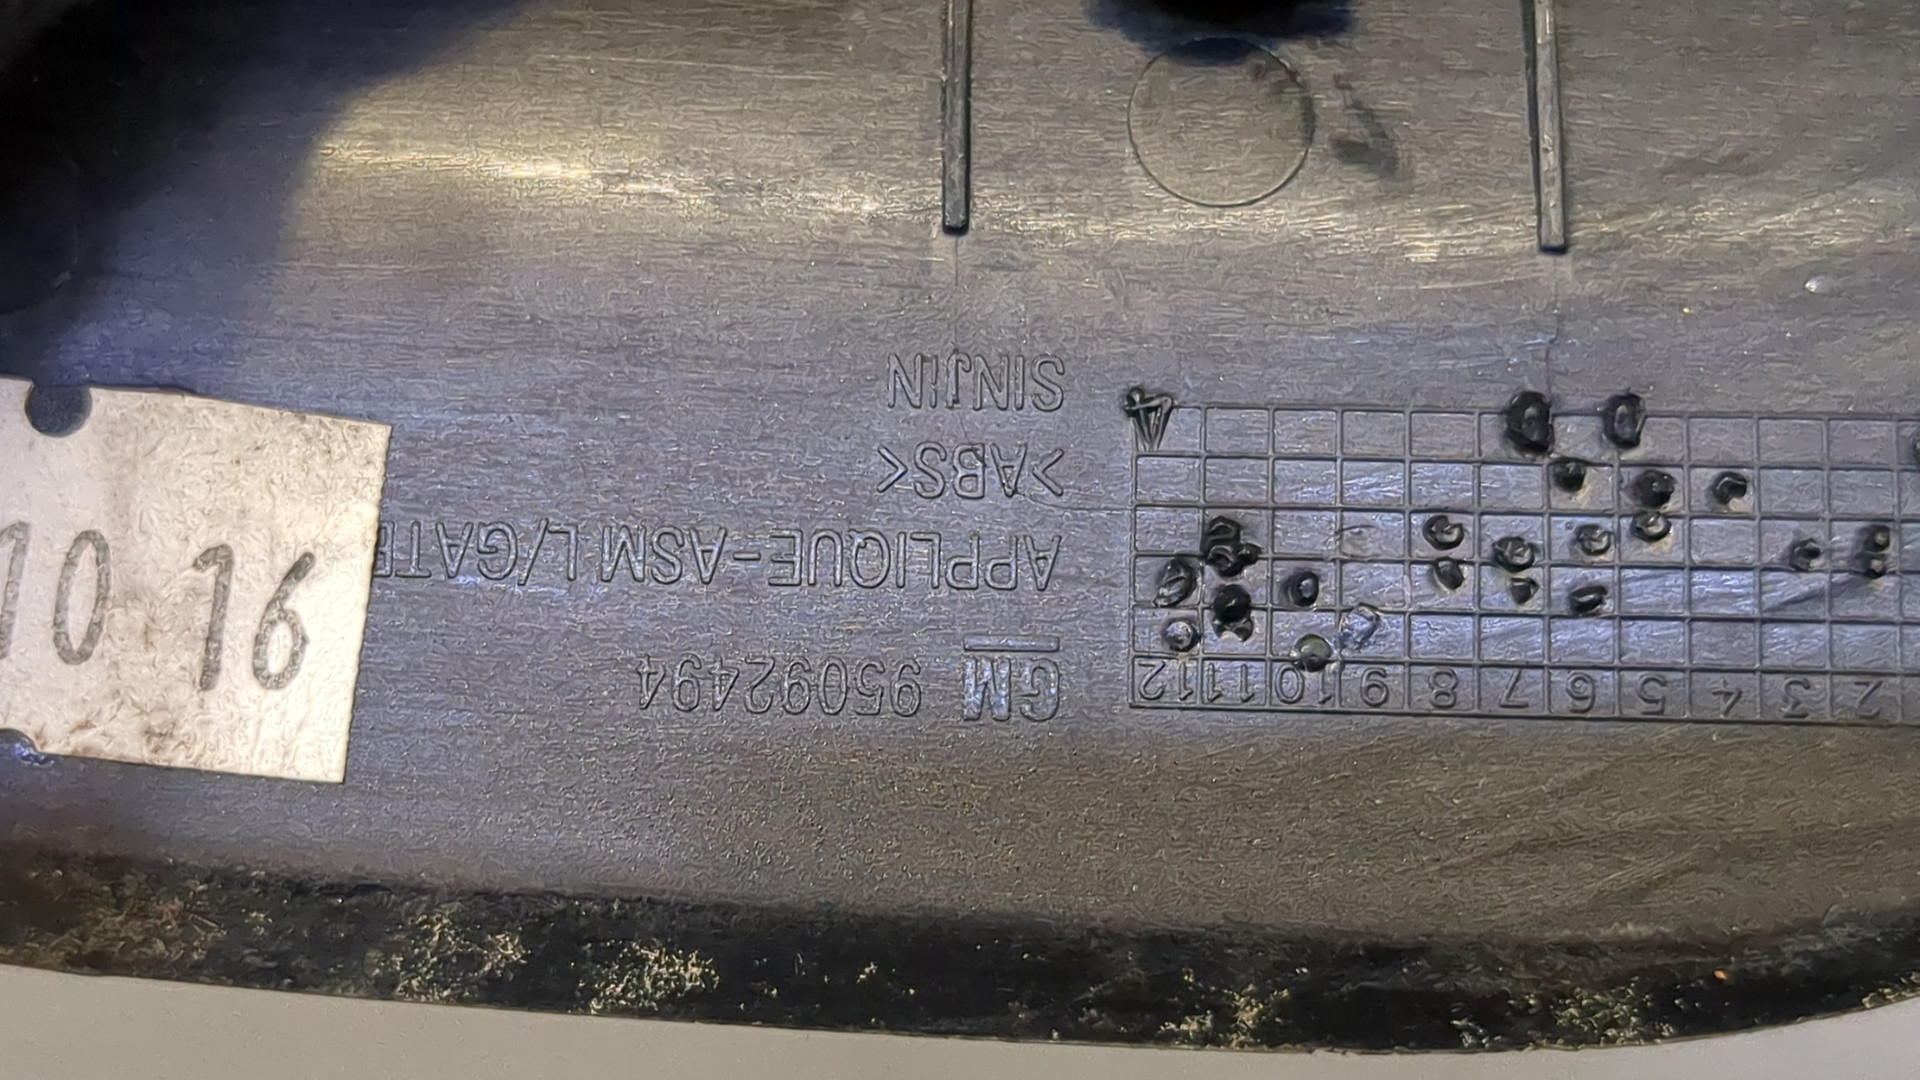 GM 95092494
APPLIQUE-ASM L/GATE
>ABS<
SINJIN
2 3 4 5 6 7 8 9 10 11 12
10 16